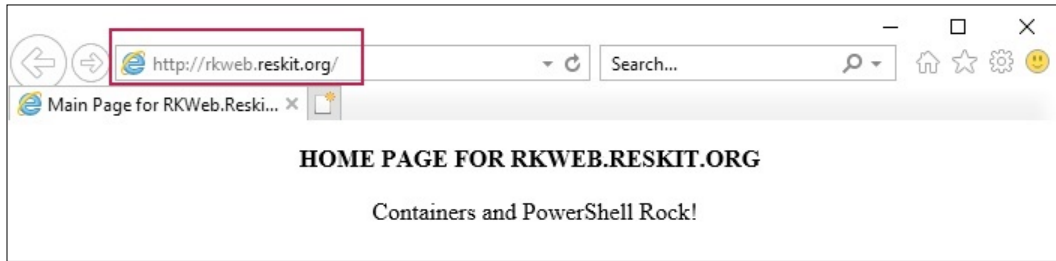 http://rkweb.reskit.org/
Search...
Main Page for RKWeb.Reski...
HOME PAGE FOR RKWEB.RESKIT.ORG
Containers and PowerShell Rock!